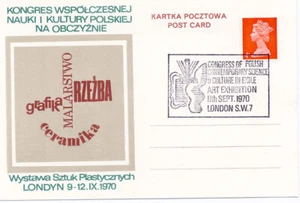 KONGRES WSPÓŁCZESNEJ
NAUKI I KULTURY POLSKIEJ
NA OBCZYŹNIE
KARTKA POCZTOWA
POST CARD
grafika
MALARSTWO
RZEŹBA
ceramika
CONGRESS OF POLISH
CONTEMPORARY SCIENCE
& CULTURE IN EXILE
ART EXHIBITION
11th SEPT. 1970
LONDON S.W.7
Wystawa Sztuk Plastycznych
LONDYN 9-12.IX.1970